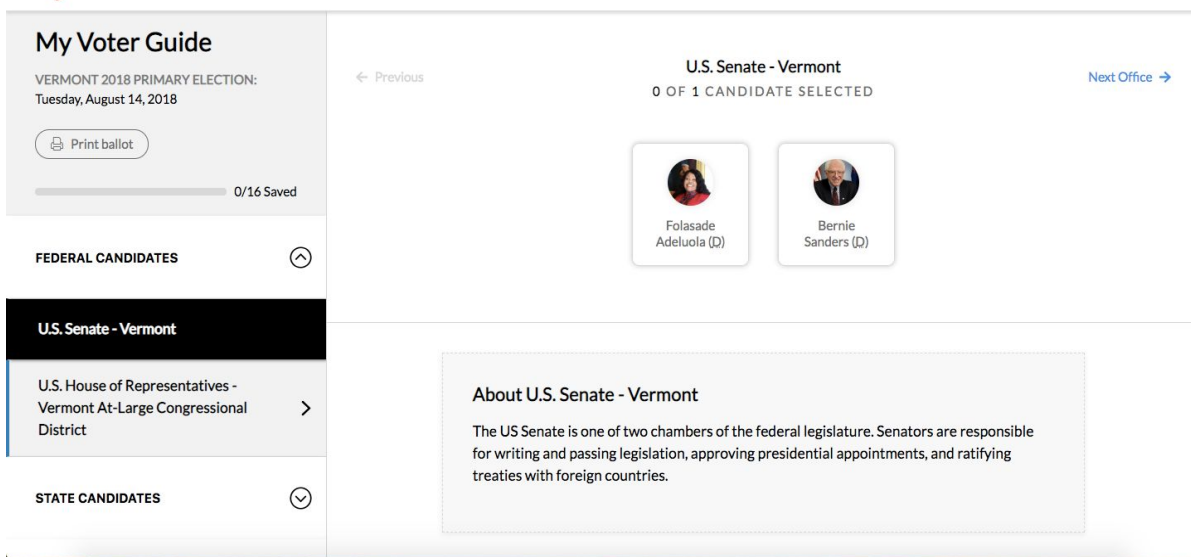 My Voter Guide
VERMONT 2018 PRIMARY ELECTION:
Tuesday, August 14, 2018
Print ballot
0/16 Saved
FEDERAL CANDIDATES
U.S. Senate - Vermont
U.S. House of Representatives -
Vermont At-Large Congressional
District
STATE CANDIDATES
← Previous
U.S. Senate - Vermont
0 OF 1 CANDIDATE SELECTED
Next Office →
Folasade
Adeluola (D)
Bernie
Sanders (D)
About U.S. Senate - Vermont
The US Senate is one of two chambers of the federal legislature. Senators are responsible
for writing and passing legislation, approving presidential appointments, and ratifying
treaties with foreign countries.